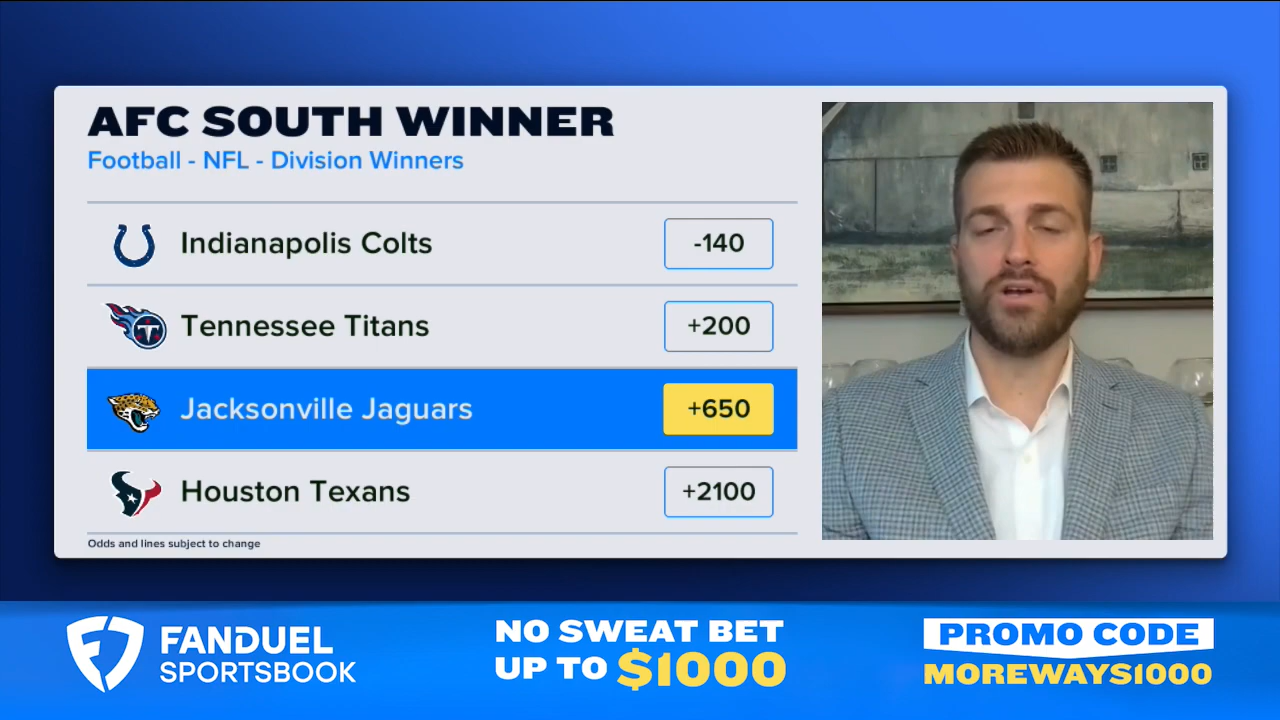 AFC SOUTH WINNER
Football - NFL - Division Winners
Indianapolis Colts -140
Tennessee Titans +200
Jacksonville Jaguars +650
Houston Texans +2100
Odds and lines subject to change
FANDUEL
SPORTSBOOK
NO SWEAT BET
UP TO $1000
PROMO CODE
MOREWAYS1000